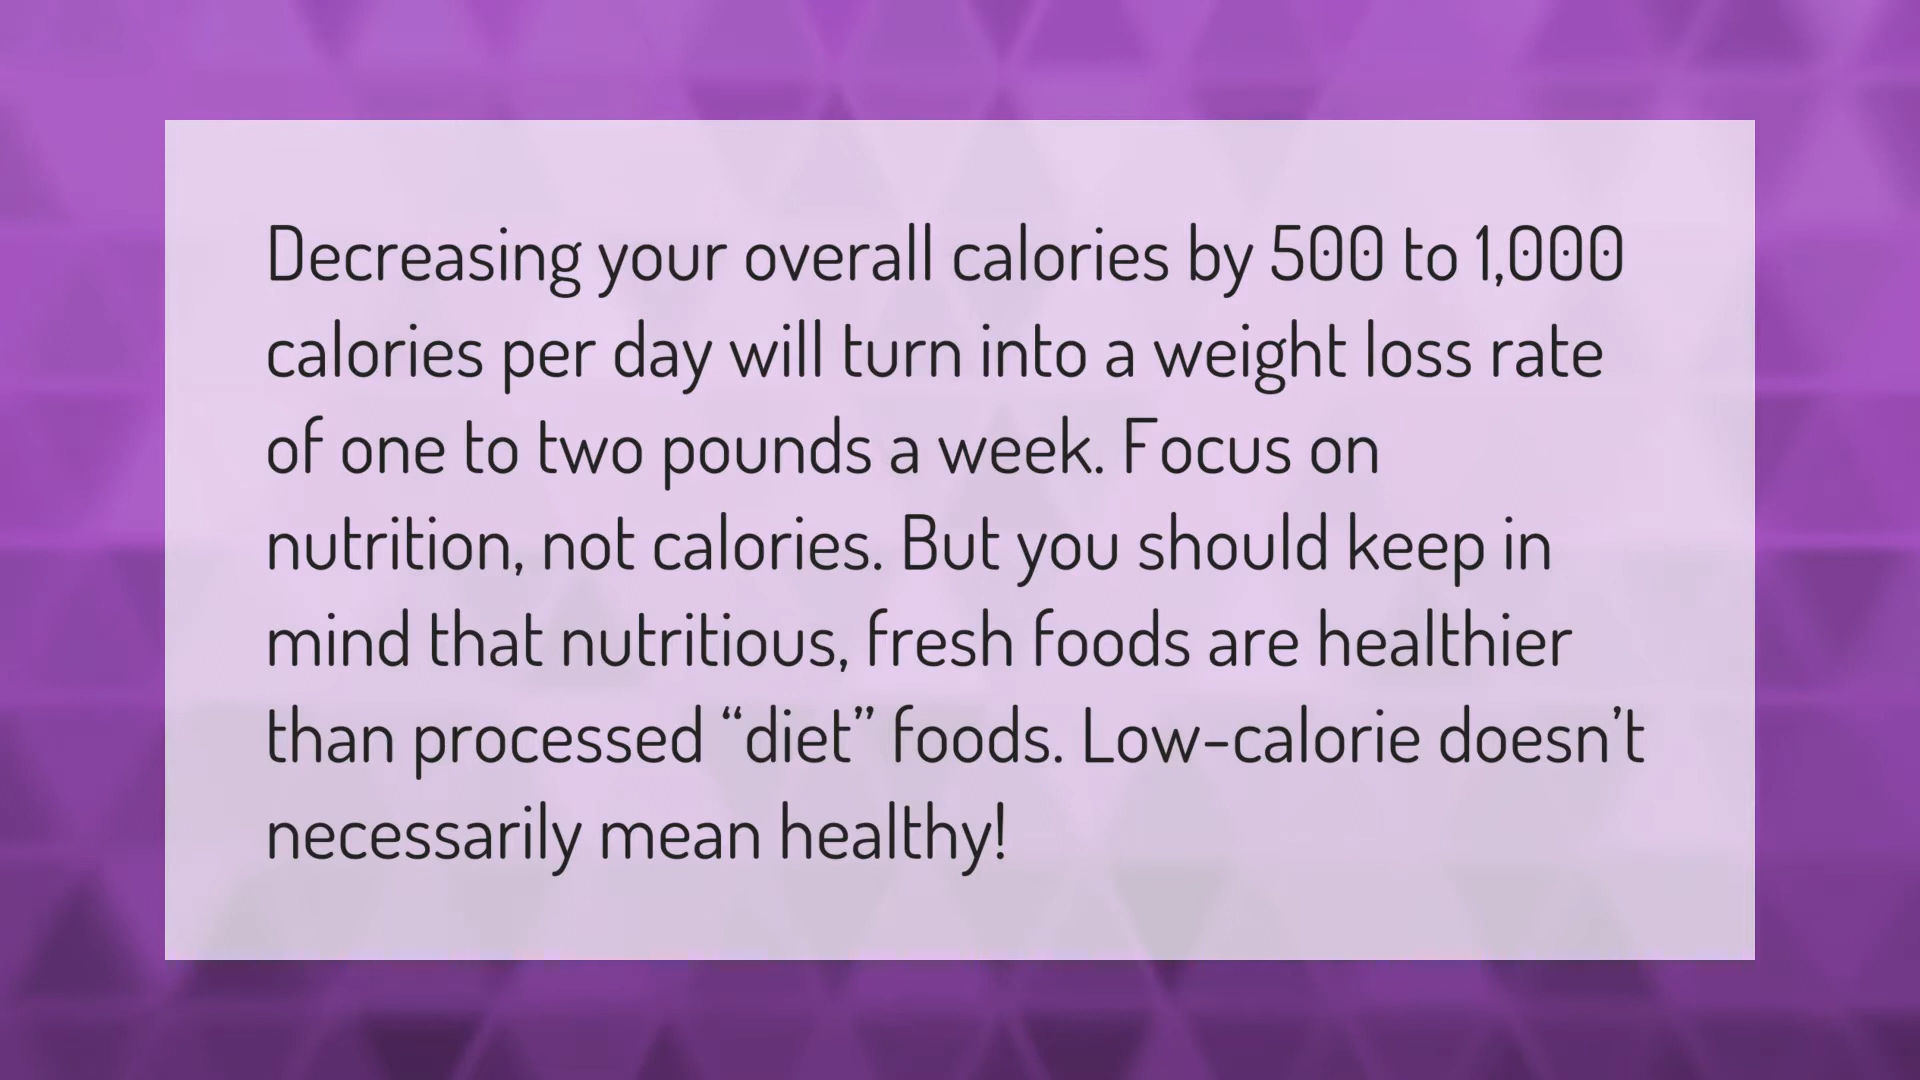 Decreasing your overall calories by 500 to 1,000
calories per day will turn into a weight loss rate
of one to two pounds a week. Focus on
nutrition, not calories. But you should keep in
mind that nutritious, fresh foods are healthier
than processed “diet” foods. Low-calorie doesn’t
necessarily mean healthy!